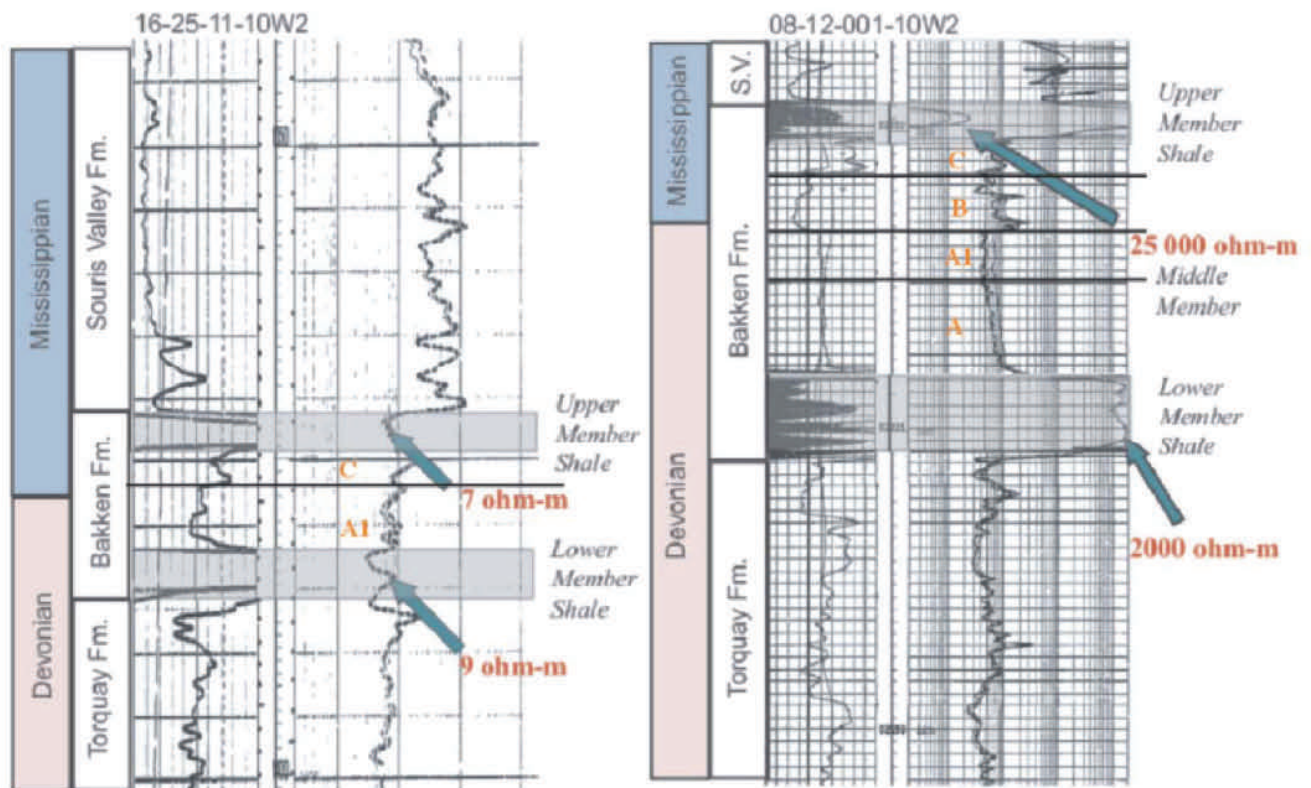 16-25-11-10W2
Mississippian
Devonian
Souris Valley Fm.
Bakken Fm.
Torquay Fm.
Upper
Member
Shale
C
7 ohm-m
A1
Lower
Member
Shale
9 ohm-m
08-12-001-10W2
Mississippian
Devonian
S.V.
Bakken Fm.
Torquay Fm.
Upper
Member
Shale
C
B
25 000 ohm-m
A1
Middle
Member
A
Lower
Member
Shale
2000 ohm-m